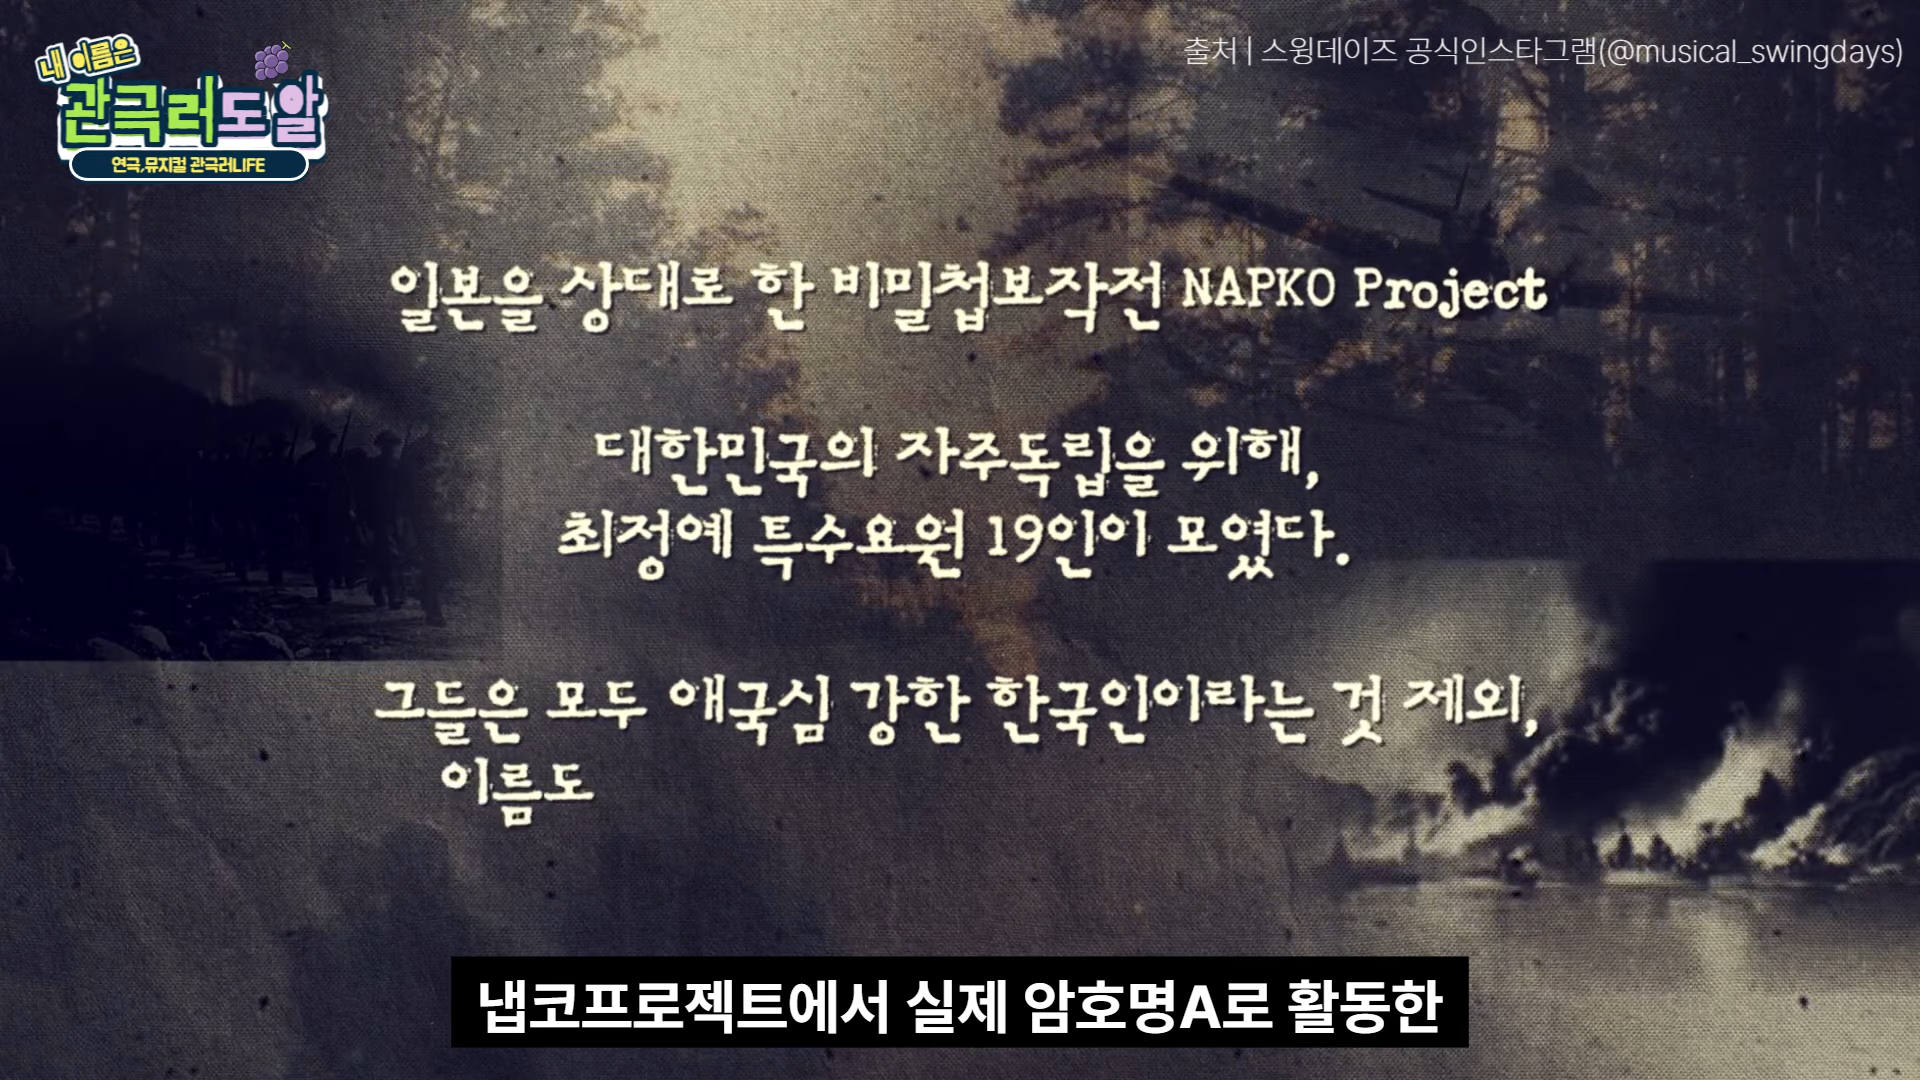 내 이름은
관극러도알
연극,뮤지컬 관극러LIFE
출처 | 스윙데이즈 공식인스타그램(@musical_swingdays)
일본을 상대로 한 비밀첩보작전 NAPKO Project
대한민국의 자주독립을 위해,
최정예 특수요원 19인이 모였다.
그들은 모두 애국심 강한 한국인이라는 것 제외,
이름도
냅코프로젝트에서 실제 암호명A로 활동한